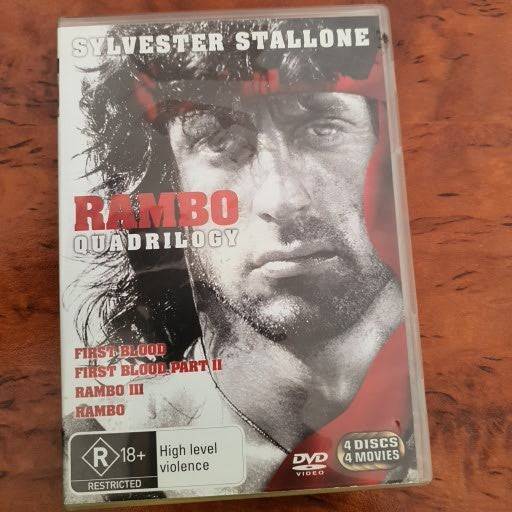 SYLVESTER STALLONE
RAMBO
QUADRILOGY
FIRST BLOOD
FIRST BLOOD PART II
RAMBO III
RAMBO
R 18+
RESTRICTED
High level
violence
DVD
VIDEO
4 DISCS
4 MOVIES